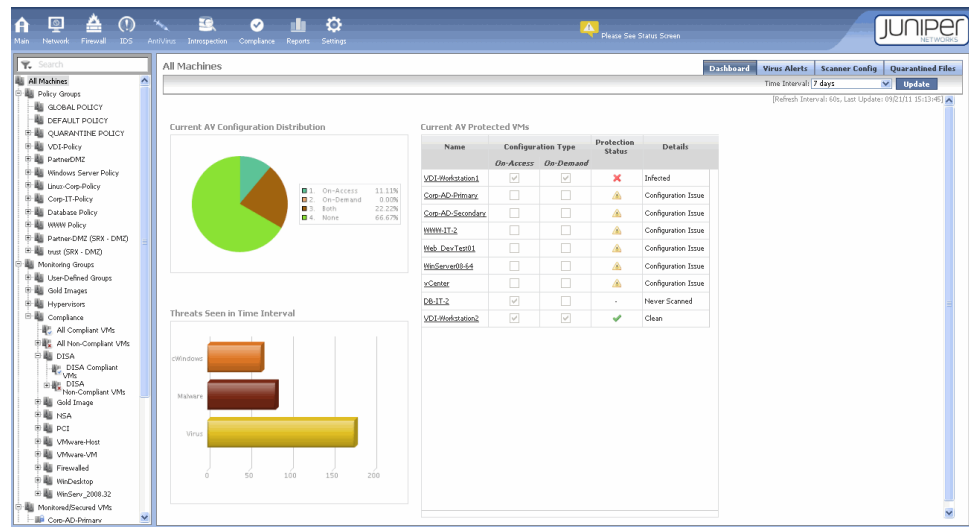 Main Network Firewall IDS AntiVirus Introspection Compliance Reports Settings
Please See Status Screen
JUNIPER
NETWORKS
Search
All Machines
Policy Groups
GLOBAL POLICY
DEFAULT POLICY
QUARANTINE POLICY
VDI-Policy
PartnerDMZ
Windows Server Policy
Linux-Corp-Policy
Corp-IT-Policy
Database Policy
WWW Policy
Partner-DMZ (SRX - DMZ)
trust (SRX - DMZ)
Monitoring Groups
User-Defined Groups
Gold Images
Hypervisors
Compliance
All Compliant VMs
All Non-Compliant VMs
DISA
DISA Compliant
VMs
DISA
Non-Compliant VMs
Gold Image
NSA
PCI
VMware-Host
VMware-VM
Firewalled
WinDesktop
WinServ_2008.32
Monitored/Secured VMs
Corp-AD-Primary
All Machines
Dashboard Virus Alerts Scanner Config Quarantined Files
Time Interval: 7 days Update
[Refresh Interval: 60s, Last Update: 09/21/11 15:13:45]
Current AV Configuration Distribution
1. On-Access 11.11%
2. On-Demand 0.00%
3. Both 22.22%
4. None 66.67%
Threats Seen in Time Interval
cWindows
Malware
Virus
0 50 100 150 200
Current AV Protected VMs
Name Configuration Type Protection Status Details
On-Access On-Demand
VDI-Workstation1 Infected
Corp-AD-Primary Configuration Issue
Corp-AD-Secondary Configuration Issue
WWW-IT-2 Configuration Issue
Web_DevTest01 Configuration Issue
WinServer08-64 Configuration Issue
vCenter Configuration Issue
DB-IT-2 - Never Scanned
VDI-Workstation2 Clean